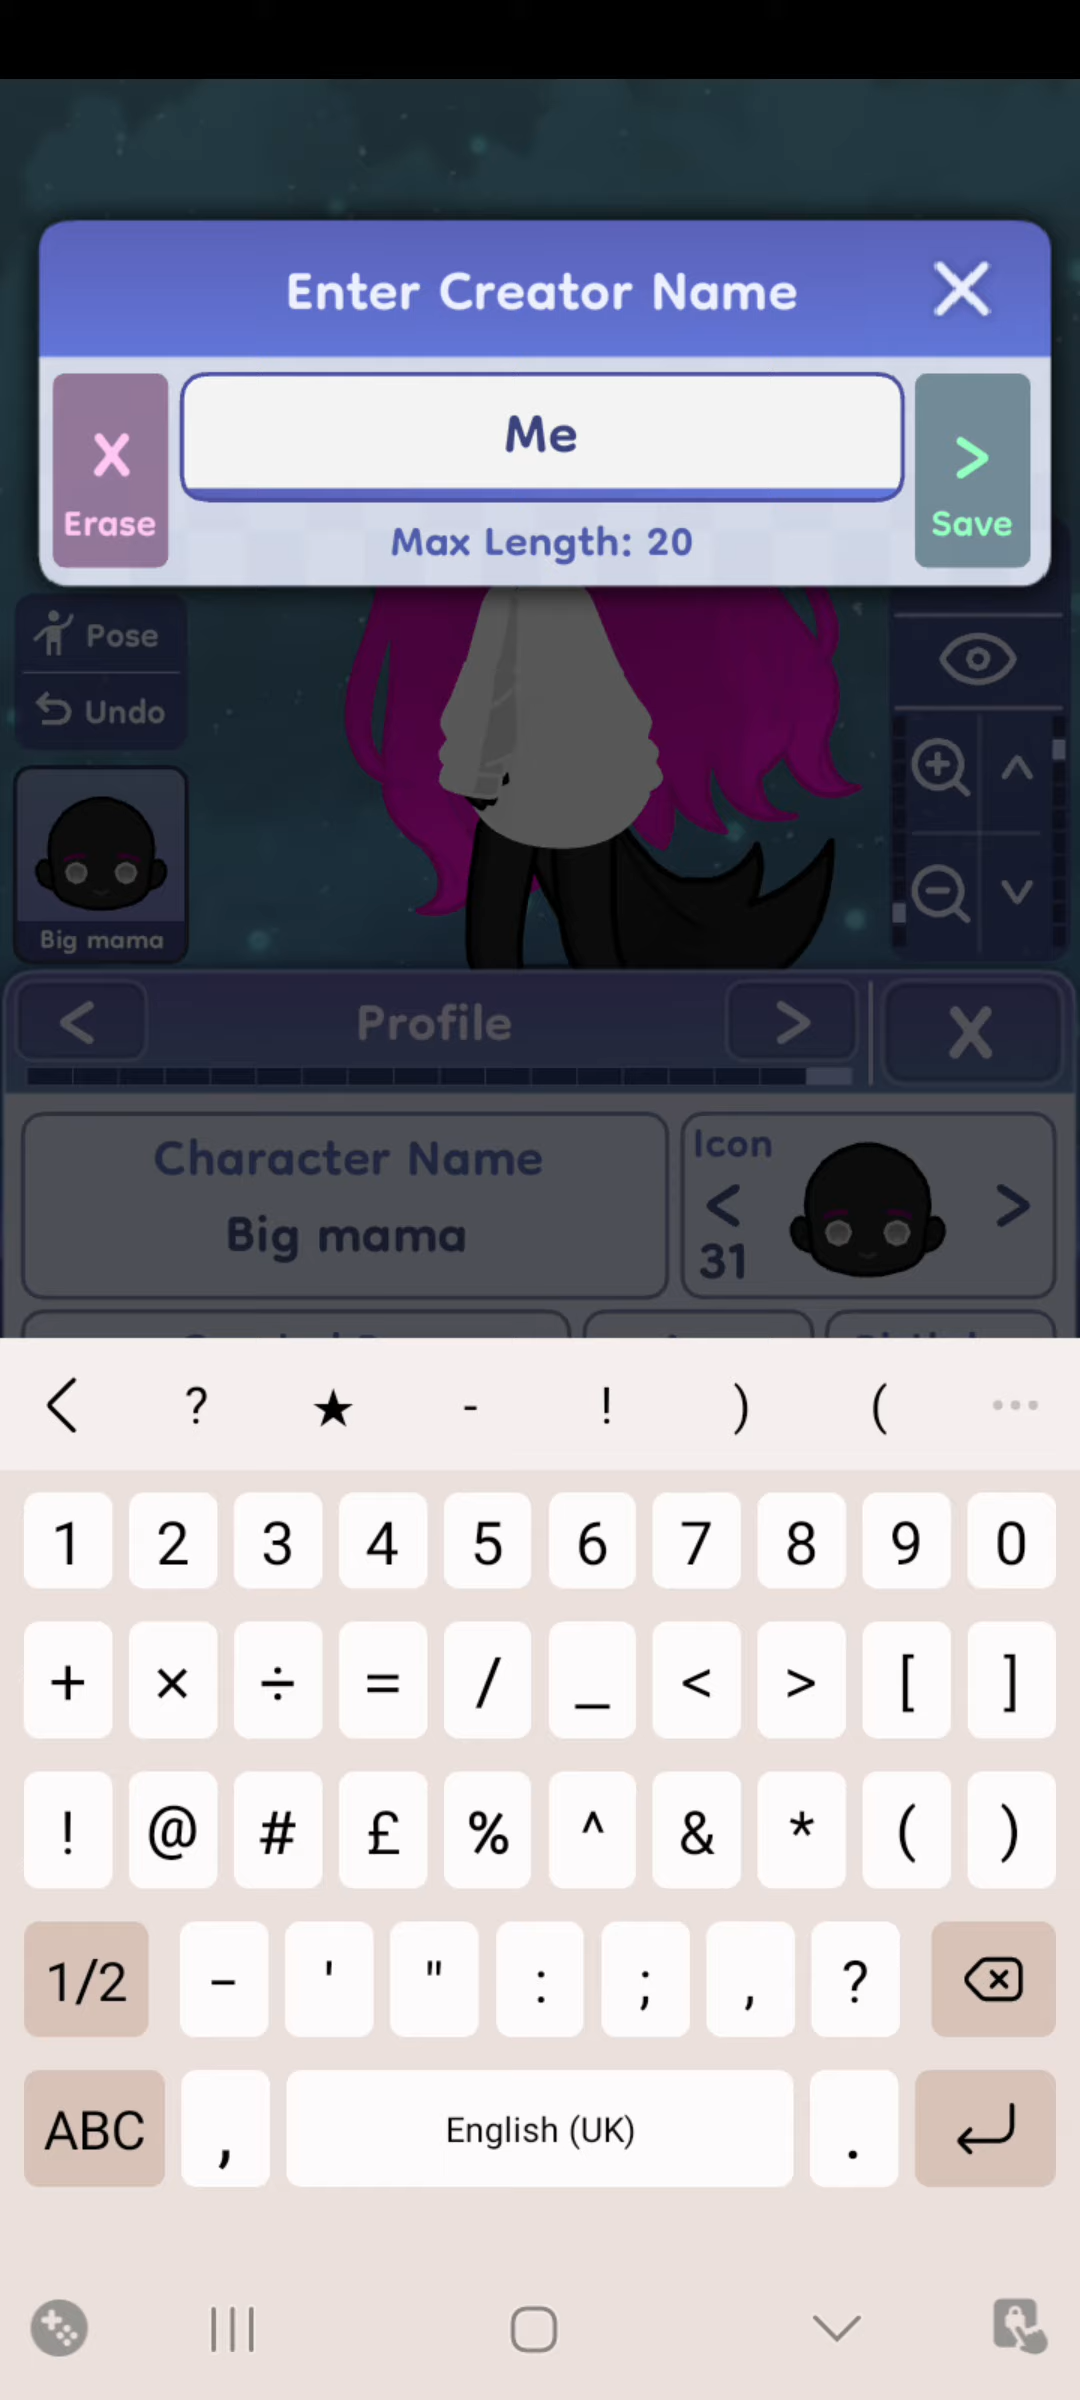 Enter Creator Name
X
Erase
Me
Max Length: 20
>
Save
Pose
Undo
Big mama
<
Profile
>
X
Character Name
Big mama
Icon
<
31
>
? ★ - ! ) ( ...
1 2 3 4 5 6 7 8 9 0
+ × ÷ = / _ < > [ ]
! @ # £ % ^ & * ( )
1/2 - ' " : ; , ?
ABC , English (UK) .